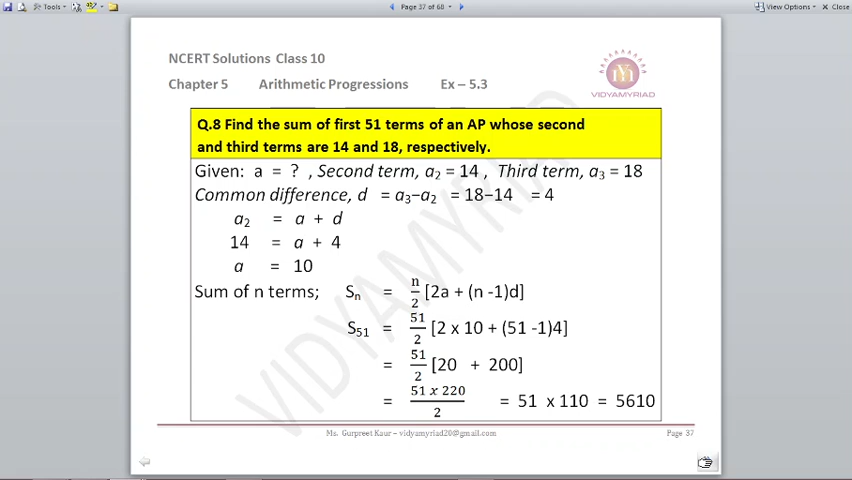 Tools
Page 37 of 68
View Options
Close
NCERT Solutions Class 10
Chapter 5 Arithmetic Progressions Ex – 5.3
VIDYAMYRIAD
Q.8 Find the sum of first 51 terms of an AP whose second
and third terms are 14 and 18, respectively.
Given: a = ? , Second term, a₂ = 14 , Third term, a₃ = 18
Common difference, d = a₃−a₂ = 18−14 = 4
a₂ = a + d
14 = a + 4
a = 10
Sum of n terms; Sₙ = n/2 [2a + (n -1)d]
S₅₁ = 51/2 [2 x 10 + (51 -1)4]
= 51/2 [20 + 200]
= 51 x 220/2 = 51 x 110 = 5610
VIDYAMYRIAD
Ms. Gurpreet Kaur – vidyamyriad20@gmail.com Page 37